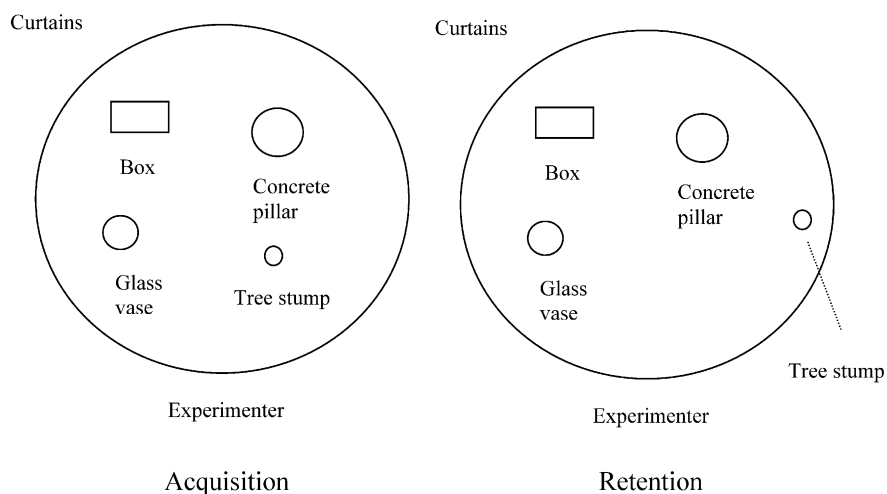 Curtains
Box
Concrete
pillar
Glass
vase
Tree stump
Experimenter
Acquisition
Curtains
Box
Concrete
pillar
Glass
vase
Tree stump
Experimenter
Retention